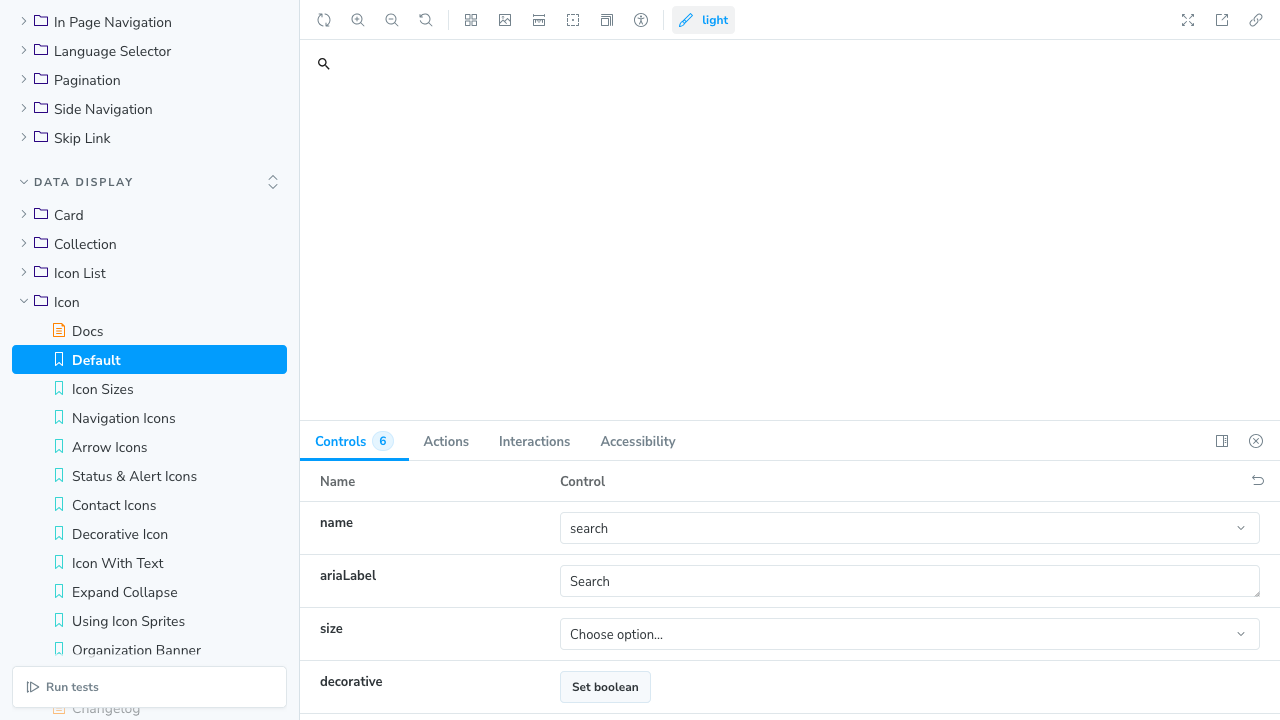 In Page Navigation
Language Selector
Pagination
Side Navigation
Skip Link
DATA DISPLAY
Card
Collection
Icon List
Icon
Docs
Default
Icon Sizes
Navigation Icons
Arrow Icons
Status & Alert Icons
Contact Icons
Decorative Icon
Icon With Text
Expand Collapse
Using Icon Sprites
Organization Banner
Run tests
Changelog
light
Controls 6
Actions
Interactions
Accessibility
Name Control
name search
ariaLabel Search
size Choose option...
decorative Set boolean